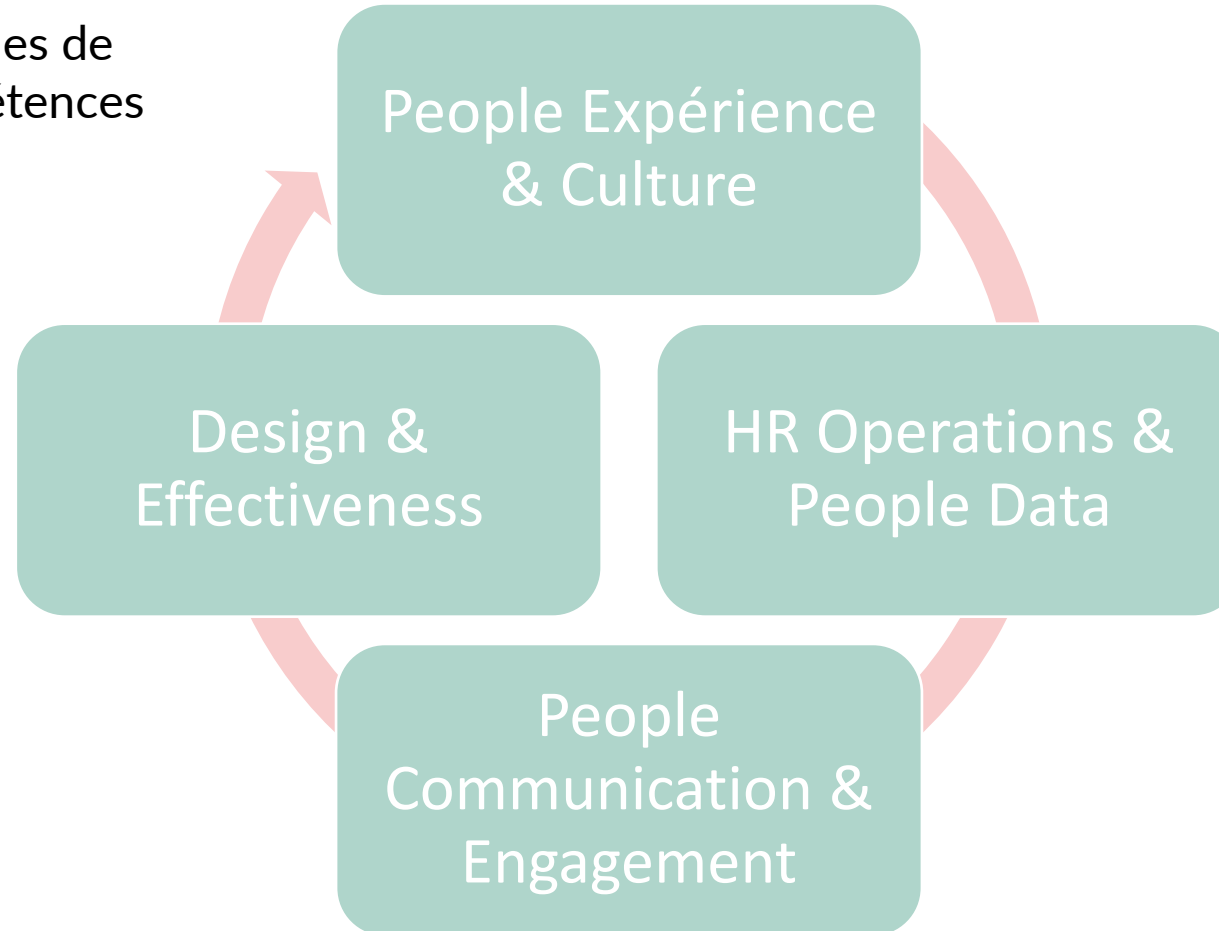 es de
étences
People Expérience
& Culture
Design &
Effectiveness
HR Operations &
People Data
People
Communication &
Engagement